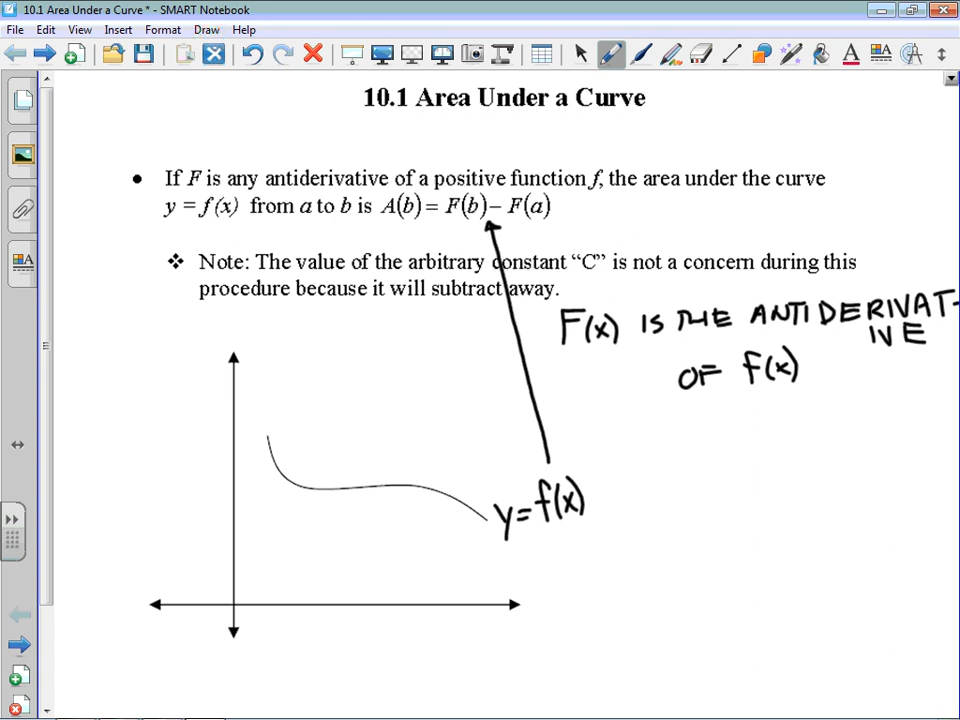 10.1 Area Under a Curve * - SMART Notebook
File Edit View Insert Format Draw Help
10.1 Area Under a Curve
• If F is any antiderivative of a positive function f, the area under the curve
y = f(x) from a to b is A(b) = F(b) – F(a)
❖ Note: The value of the arbitrary constant “C” is not a concern during this
procedure because it will subtract away.
F(x) IS THE ANTIDERIVAT-
IVE
OF f(x)
y=f(x)